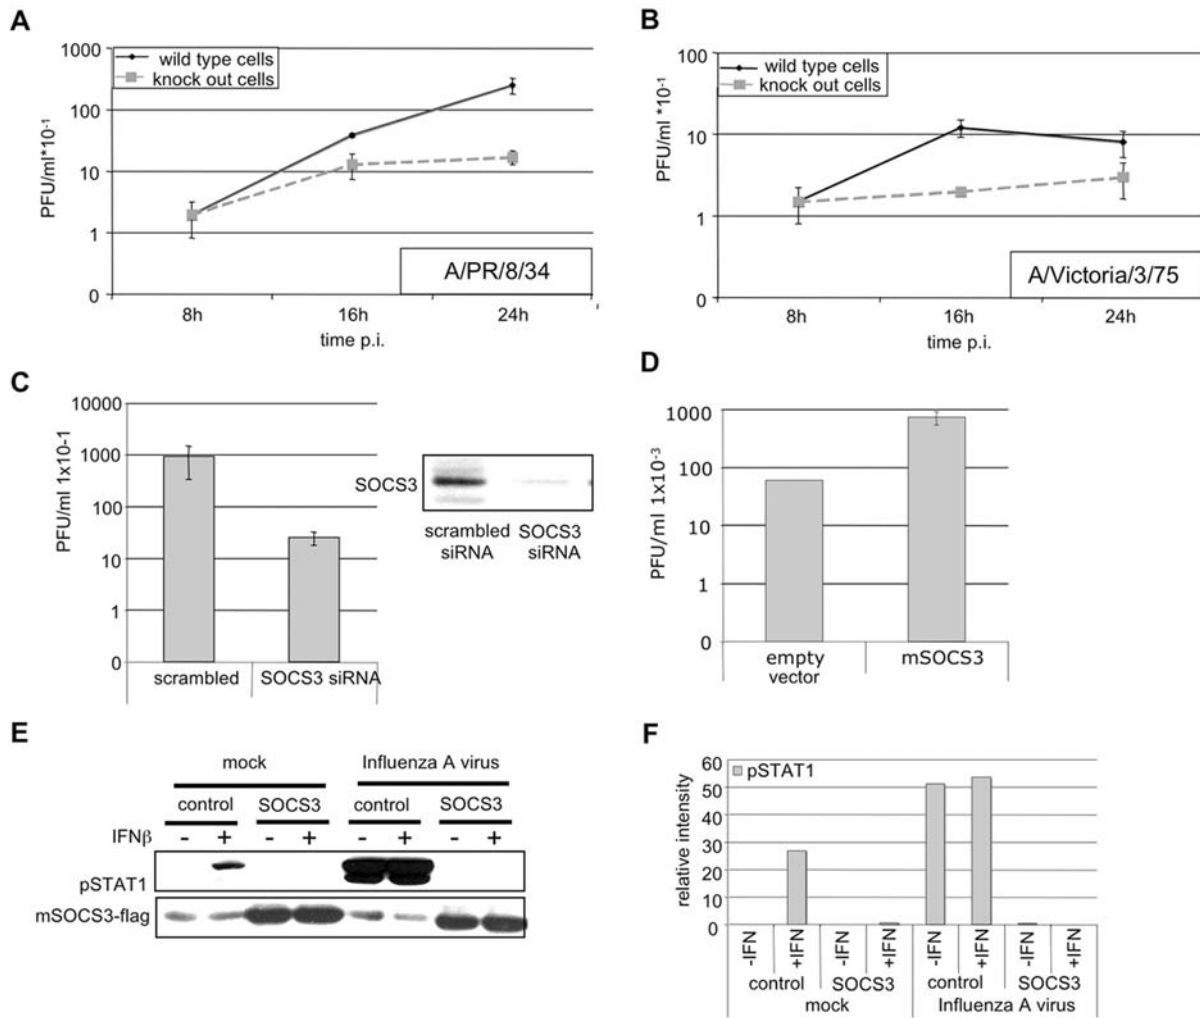 A
1000
100
10
1
0
PFU/ml*10-1
wild type cells
knock out cells
A/PR/8/34
8h 16h 24h
time p.i.
B
100
10
1
0
PFU/ml *10-1
wild type cells
knock out cells
A/Victoria/3/75
8h 16h 24h
time p.i.
C
10000
1000
100
10
1
0
PFU/ml 1x10-1
scrambled SOCS3 siRNA
SOCS3
scrambled SOCS3
siRNA siRNA
D
1000
100
10
1
0
PFU/ml 1x10-3
empty mSOCS3
vector
E
mock Influenza A virus
control SOCS3 control SOCS3
IFNβ - + - + - + - +
pSTAT1
mSOCS3-flag
F
pSTAT1
60
50
40
30
20
10
0
relative intensity
-IFN +IFN -IFN +IFN -IFN +IFN -IFN +IFN
control SOCS3 control SOCS3
mock Influenza A virus